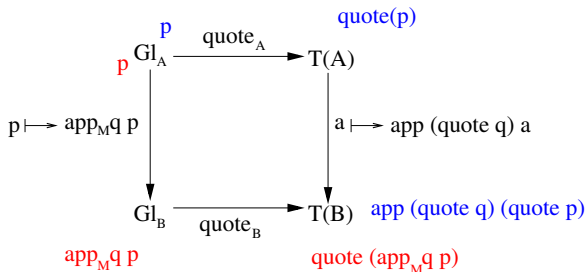 quote(p)
p
quote_A
p Gl_A T(A)
p ↦ app_M q p a ↦ app (quote q) a
Gl_B T(B) app (quote q) (quote p)
quote_B
app_M q p quote (app_M q p)